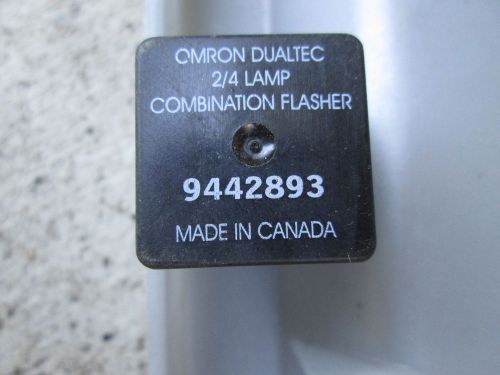 OMRON DUALTEC
2/4 LAMP
COMBINATION FLASHER
9442893
MADE IN CANADA